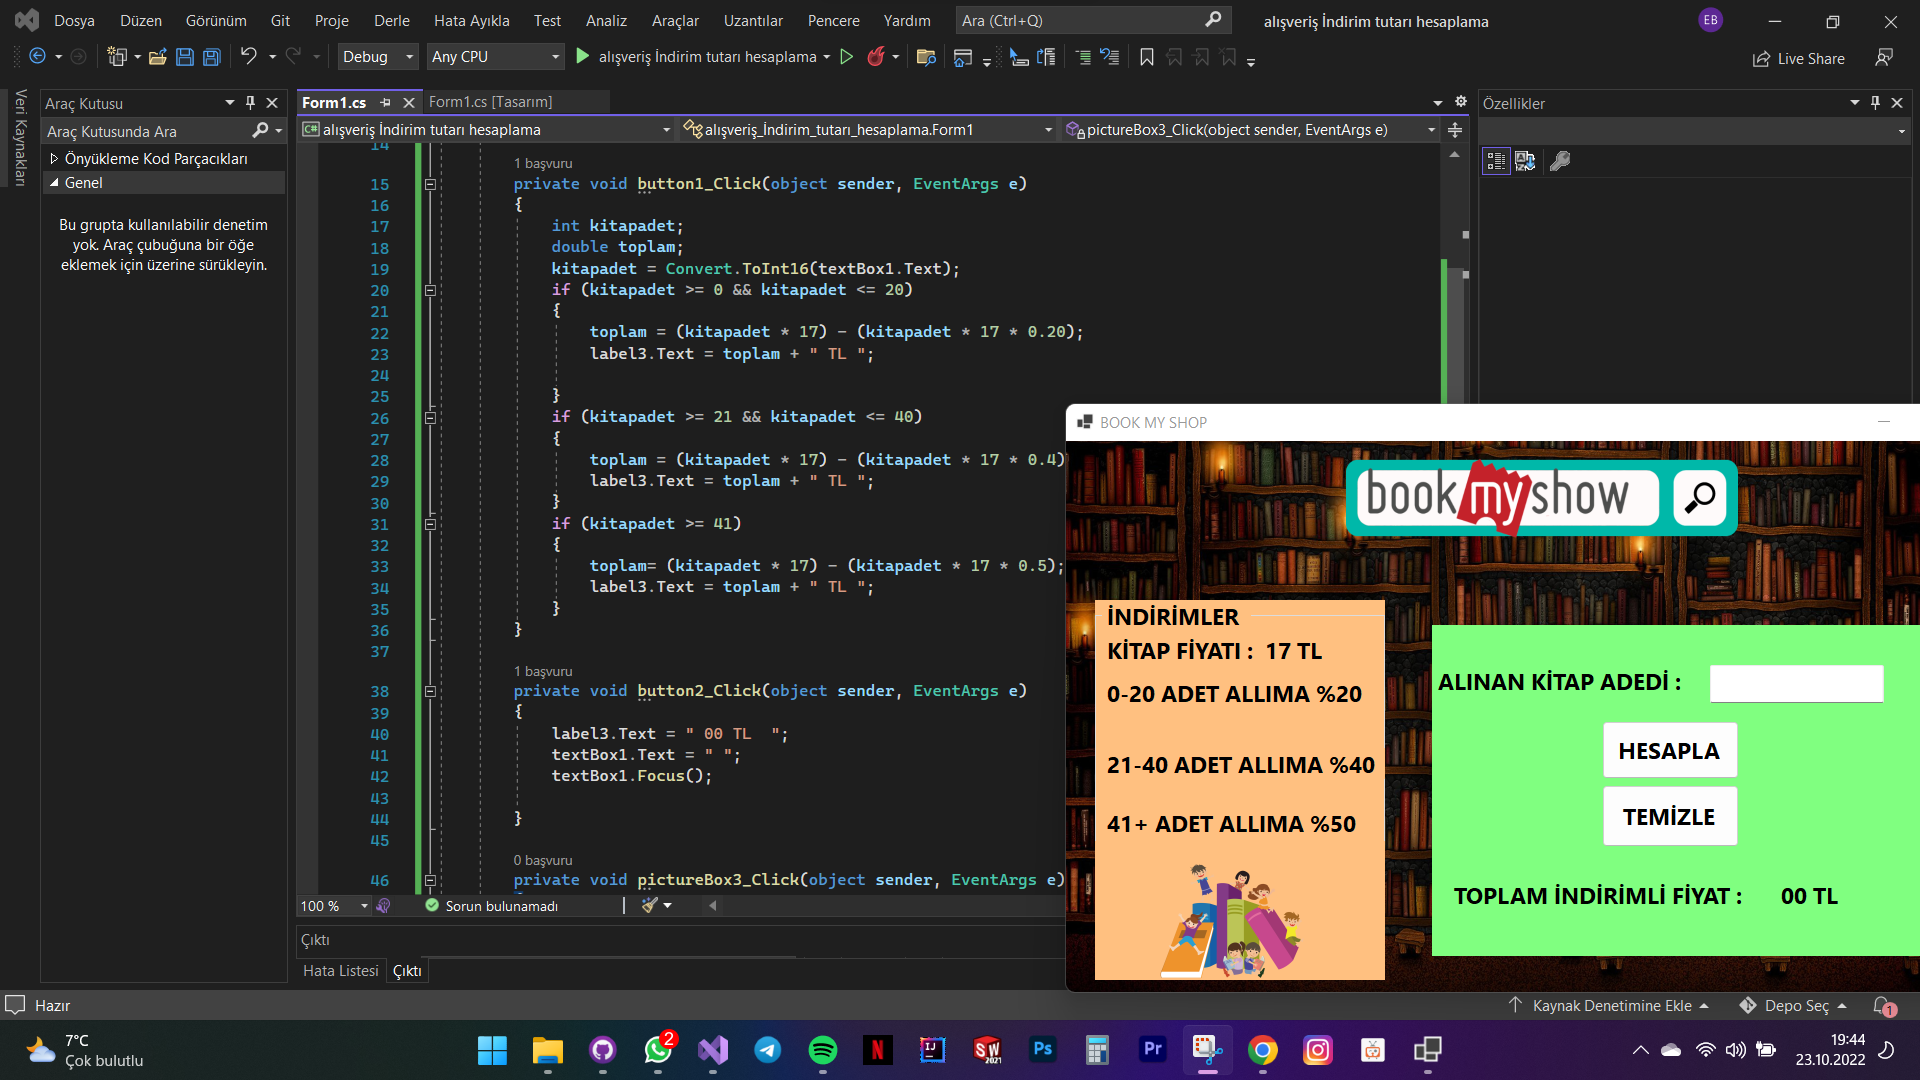 Dosya Düzen Görünüm Git Proje Derle Hata Ayıkla Test Analiz Araçlar Uzantılar Pencere Yardım Ara (Ctrl+Q) alışveriş İndirim tutarı hesaplama EB
Debug Any CPU alışveriş İndirim tutarı hesaplama Live Share
Veri Kaynakları
Araç Kutusu
Araç Kutusunda Ara
Önyükleme Kod Parçacıkları
Genel
Bu grupta kullanılabilir denetim
yok. Araç çubuğuna bir öğe
eklemek için üzerine sürükleyin.
Form1.cs Form1.cs [Tasarım]
alışveriş İndirim tutarı hesaplama alışveriş_İndirim_tutarı_hesaplama.Form1 pictureBox3_Click(object sender, EventArgs e)
Özellikler
14
1 başvuru
15 private void button1_Click(object sender, EventArgs e)
16 {
17 int kitapadet;
18 double toplam;
19 kitapadet = Convert.ToInt16(textBox1.Text);
20 if (kitapadet >= 0 && kitapadet <= 20)
21 {
22 toplam = (kitapadet * 17) - (kitapadet * 17 * 0.20);
23 label3.Text = toplam + " TL ";
24
25 }
26 if (kitapadet >= 21 && kitapadet <= 40)
27 {
28 toplam = (kitapadet * 17) - (kitapadet * 17 * 0.4)
29 label3.Text = toplam + " TL ";
30 }
31 if (kitapadet >= 41)
32 {
33 toplam= (kitapadet * 17) - (kitapadet * 17 * 0.5);
34 label3.Text = toplam + " TL ";
35 }
36 }
37
1 başvuru
38 private void button2_Click(object sender, EventArgs e)
39 {
40 label3.Text = " 00 TL  ";
41 textBox1.Text = " ";
42 textBox1.Focus();
43
44 }
45
0 başvuru
46 private void pictureBox3_Click(object sender, EventArgs e)
100 % Sorun bulunamadı
Çıktı
Hata Listesi Çıktı
BOOK MY SHOP
bookmyshow
İNDİRİMLER
KİTAP FİYATI : 17 TL
0-20 ADET ALLIMA %20
21-40 ADET ALLIMA %40
41+ ADET ALLIMA %50
ALINAN KİTAP ADEDİ :
HESAPLA
TEMİZLE
TOPLAM İNDİRİMLİ FİYAT : 00 TL
Hazır Kaynak Denetimine Ekle Depo Seç 1
7°C
Çok bulutlu
2
N
IJ
SW
2021
Ps
Pr
19:44
23.10.2022